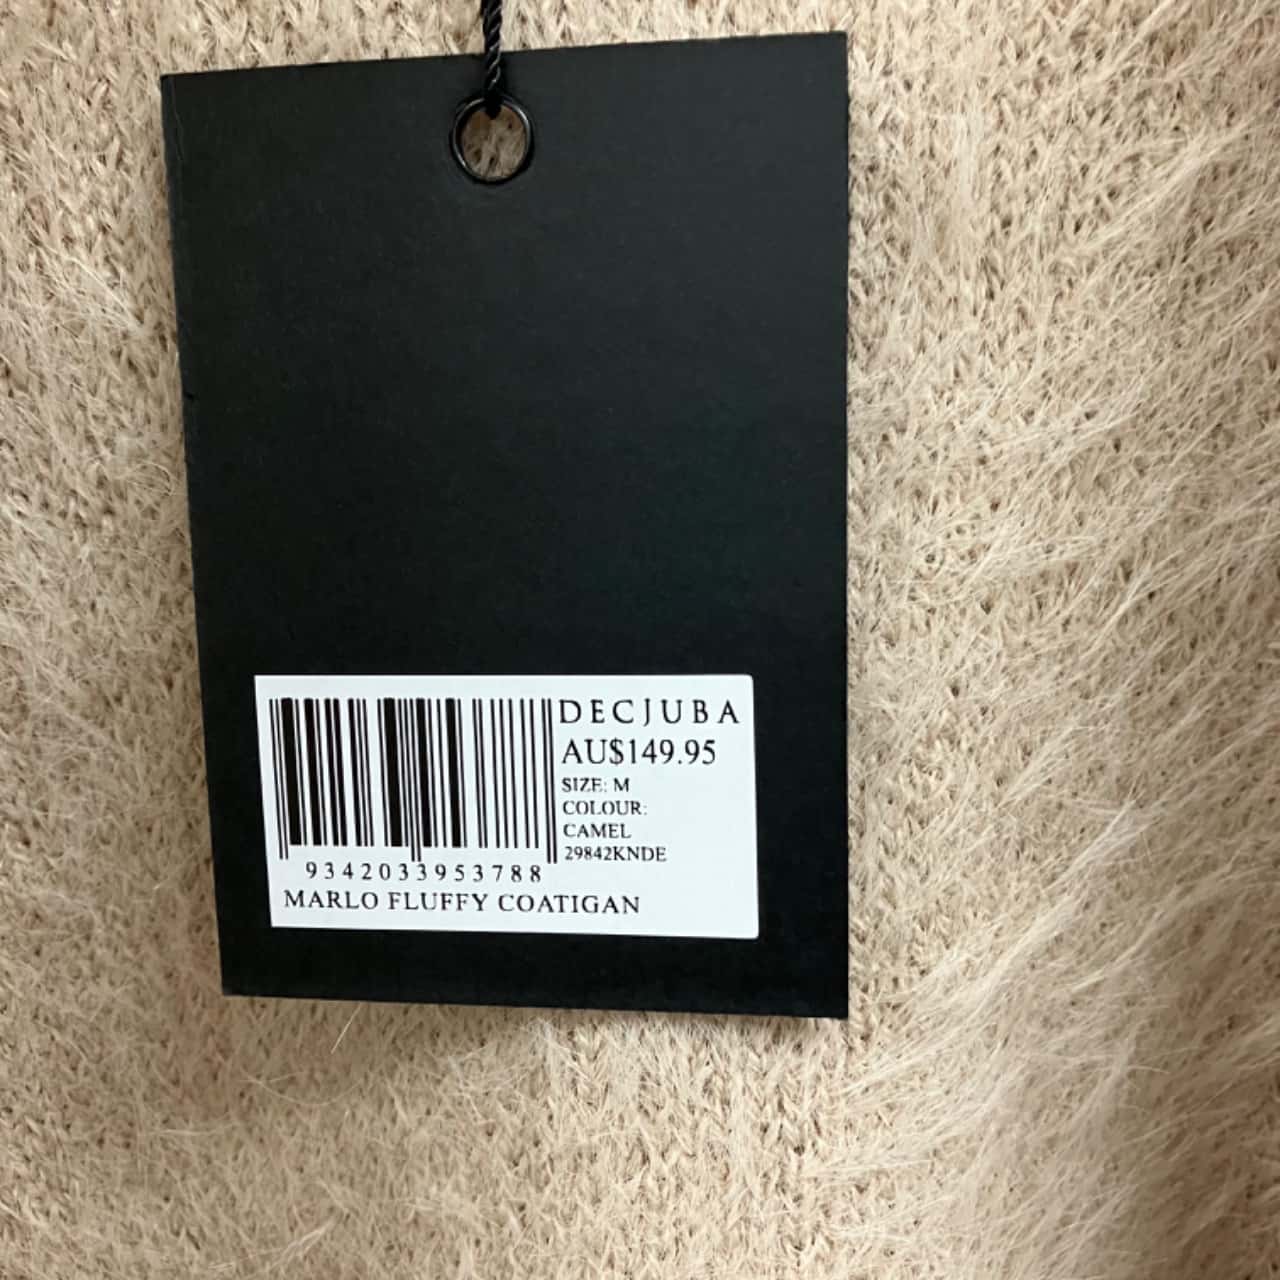 DECJUBA
AU$149.95
SIZE: M
COLOUR:
CAMEL
29842KNDE
9342033953788
MARLO FLUFFY COATIGAN